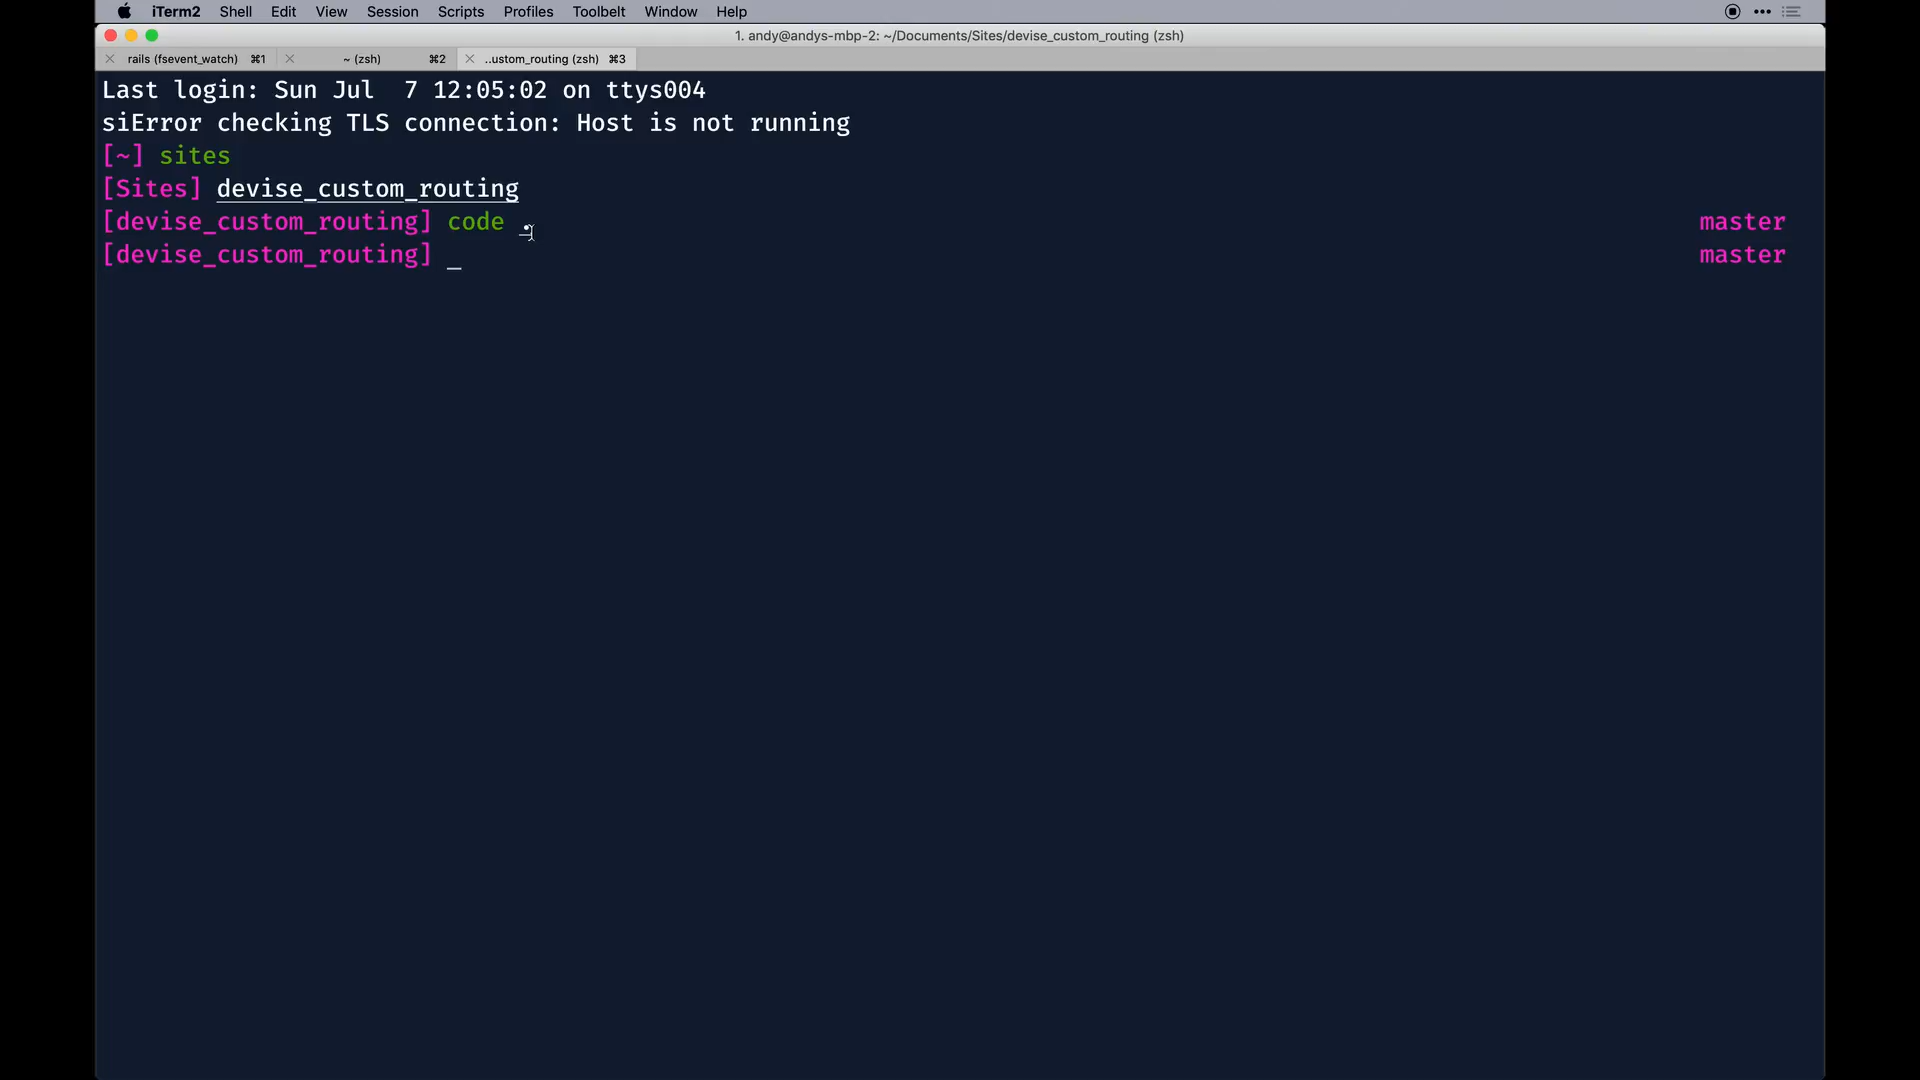 iTerm2 Shell Edit View Session Scripts Profiles Toolbelt Window Help
1. andy@andys-mbp-2: ~/Documents/Sites/devise_custom_routing (zsh)
rails (fsevent_watch) ⌘1 ~ (zsh) ⌘2 ..ustom_routing (zsh) ⌘3
Last login: Sun Jul  7 12:05:02 on ttys004
siError checking TLS connection: Host is not running
[~] sites
[Sites] devise_custom_routing
[devise_custom_routing] code . master
[devise_custom_routing] _ master